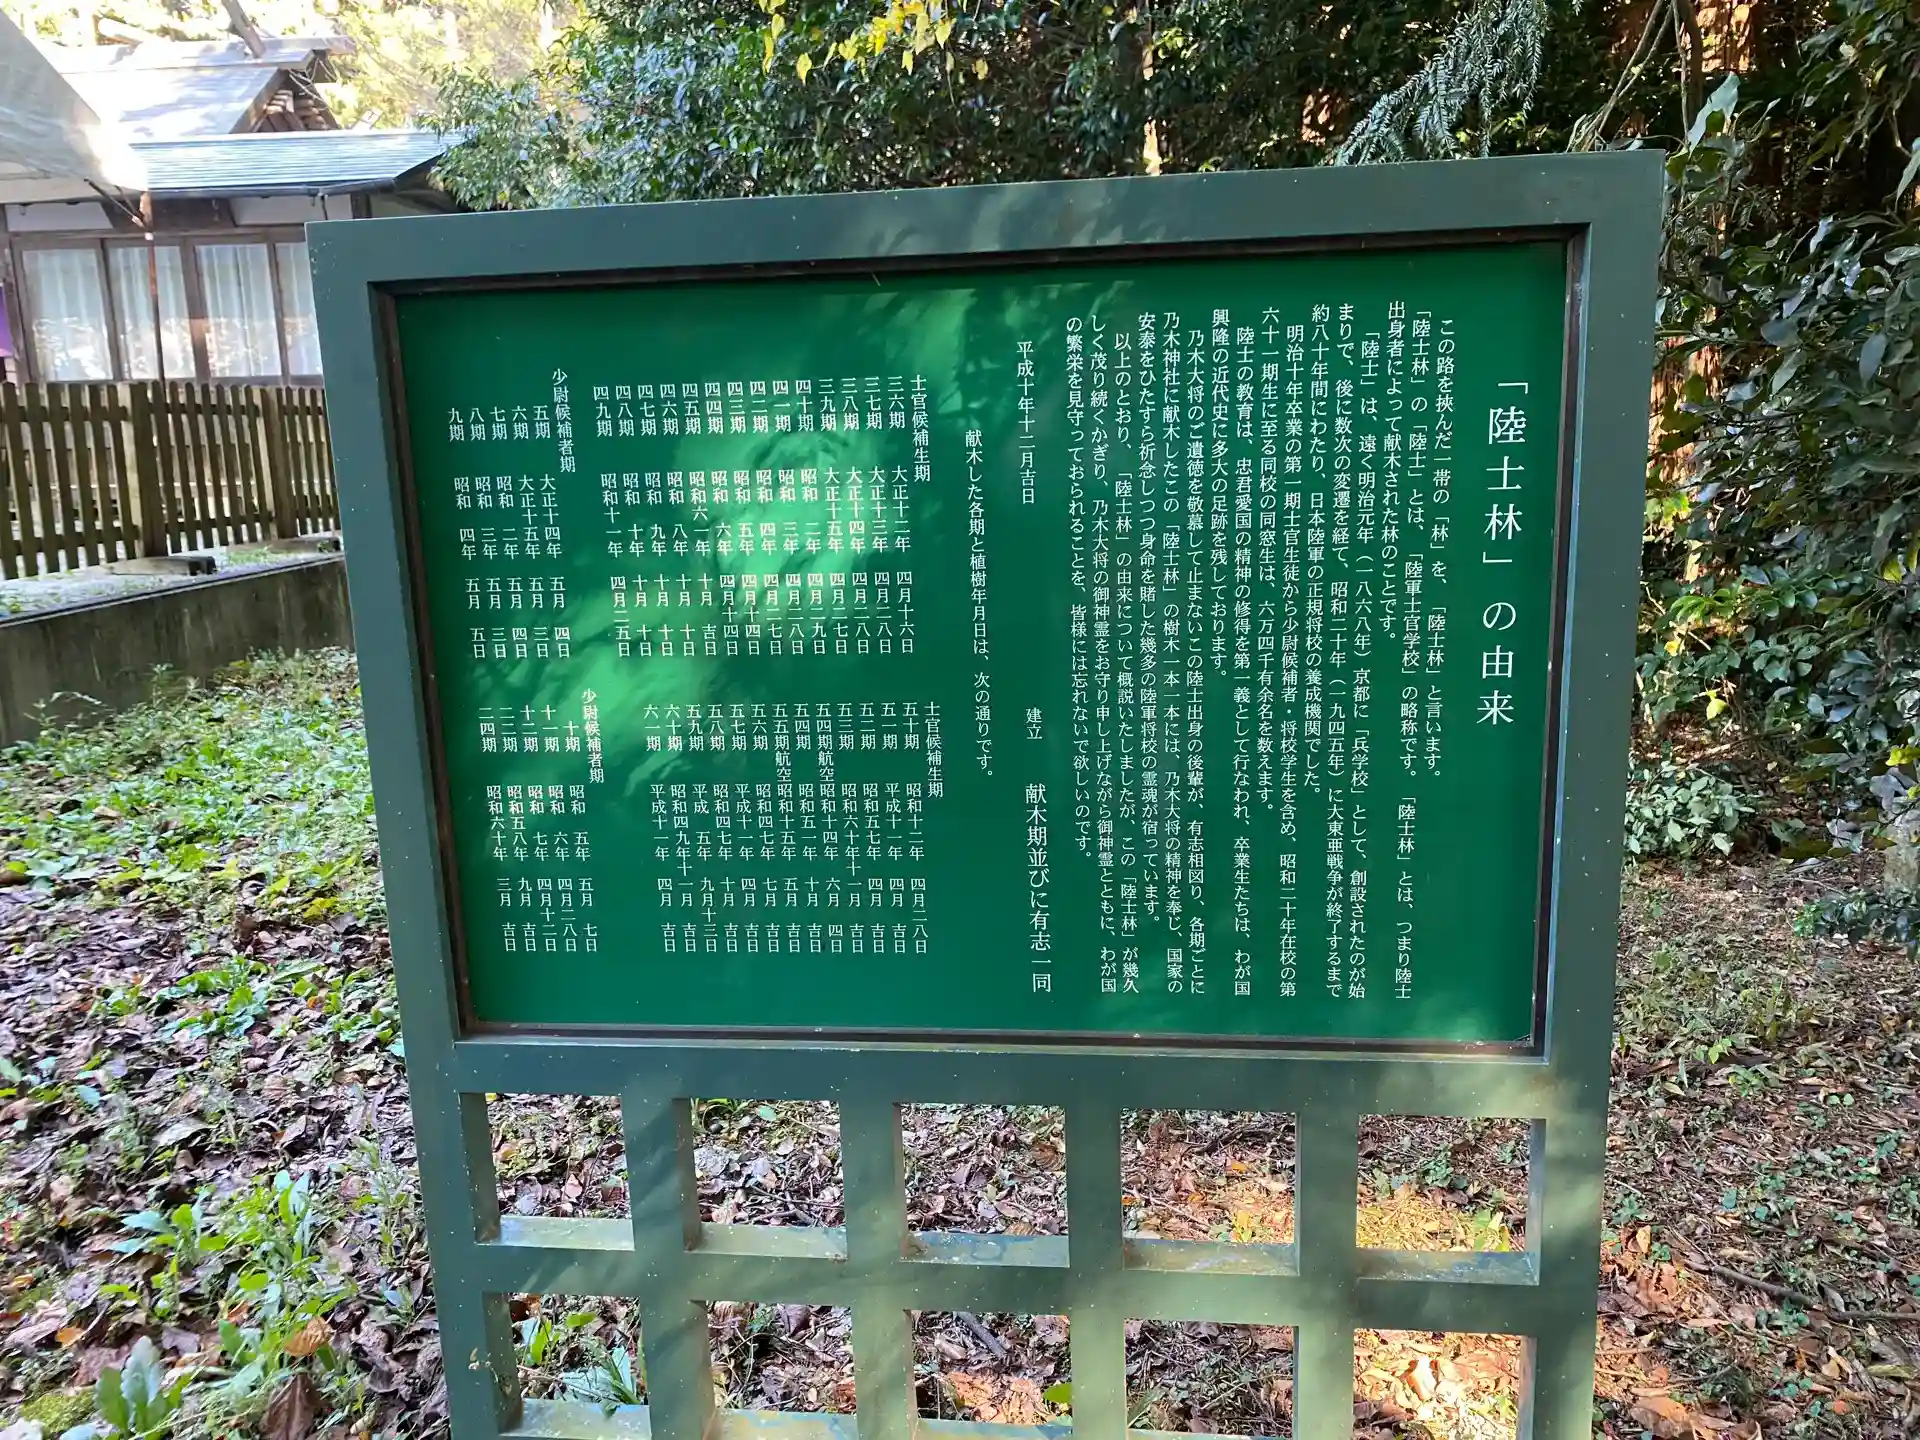 「陸士林」の由来
この路を挟んだ一帯の「林」を、「陸士林」と言います。
「陸士林」の「陸士」とは、「陸軍士官学校」の略称です。「陸士林」とは、つまり陸士
出身者によって献木された林のことです。
「陸士」は、遠く明治元年（一八六八年）京都に「兵学校」として、創設されたのが始
まりで、後に数次の変遷を経て、昭和二十年（一九四五年）に大東亜戦争が終了するまで
約八十年間にわたり、日本陸軍の正規将校の養成機関でした。
明治十年卒業の第一期士官生徒から少尉候補者・将校学生を含め、昭和二十年在校の第
六十一期生に至る同校の同窓生は、六万四千有余名を数えます。
陸士の教育は、忠君愛国の精神の修得を第一義として行なわれ、卒業生たちは、わが国
興隆の近代史に多大の足跡を残しております。
乃木大将のご遺徳を敬慕して止まないこの陸士出身の後輩が、有志相図り、各期ごとに
乃木神社に献木したこの「陸士林」の樹木一本一本には、乃木大将の精神を奉じ、国家の
安泰をひたすら祈念しつつ身命を賭した幾多の陸軍将校の霊魂が宿っています。
以上のとおり、「陸士林」の由来について概説いたしましたが、この「陸士林」が幾久
しく茂り続くかぎり、乃木大将の御神霊をお守り申し上げながら御神霊とともに、わが国
の繁栄を見守っておられることを、皆様には忘れないで欲しいのです。
平成十年十二月吉日　建立　献木期並びに有志一同
献木した各期と植樹年月日は、次の通りです。
士官候補生期
三六期　大正十二年　四月十六日
三七期　大正十三年　四月二八日
三八期　大正十四年　四月二八日
三九期　大正十五年　四月二七日
四十期　昭和　二年　四月二九日
四一期　昭和　三年　四月二八日
四二期　昭和　四年　四月二七日
四三期　昭和　五年　四月十四日
四四期　昭和　六年　四月十四日
四五期　昭和六一年　十月　吉日
四六期　昭和　八年　十月　十日
四七期　昭和　九年　十月　十日
四八期　昭和　十年　十月　十日
四九期　昭和十一年　四月二五日
士官候補生期
五十期　昭和十二年　四月二八日
五一期　平成十一年　四月　吉日
五二期　昭和五七年　四月　吉日
五三期　昭和六十年十一月　吉日
五四期航空　昭和十四年　六月　四日
五四期　昭和五一年　十月　吉日
五五期航空　昭和十五年　五月　吉日
五六期　昭和四七年　七月　吉日
五七期　平成十一年　四月　吉日
五八期　昭和四七年　十月　吉日
五九期　平成　五年　九月十三日
六十期　昭和四九年十一月　吉日
六一期　平成十一年　四月　吉日
少尉候補者期
五期　大正十四年　五月　四日
六期　大正十五年　五月　三日
七期　昭和　二年　五月　四日
八期　昭和　三年　五月　三日
九期　昭和　四年　五月　五日
少尉候補者期
十期　昭和　五年　五月　七日
十一期　昭和　六年　四月二八日
十二期　昭和　七年　四月十二日
二二期　昭和五八年　九月　吉日
二四期　昭和六十年　三月　吉日